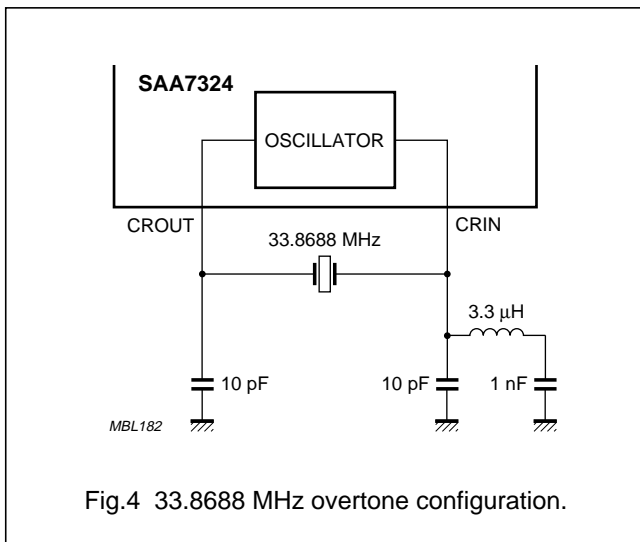 SAA7324
OSCILLATOR
CROUT
CRIN
33.8688 MHz
3.3 μH
10 pF
10 pF
1 nF
MBL182
Fig.4 33.8688 MHz overtone configuration.